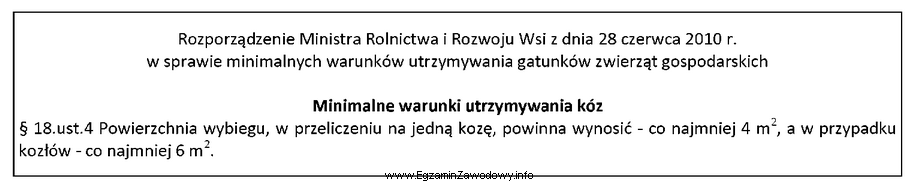 Rozporządzenie Ministra Rolnictwa i Rozwoju Wsi z dnia 28 czerwca 2010 r.
w sprawie minimalnych warunków utrzymywania gatunków zwierząt gospodarskich
Minimalne warunki utrzymywania kóz
§ 18.ust.4 Powierzchnia wybiegu, w przeliczeniu na jedną kozę, powinna wynosić - co najmniej 4 m², a w przypadku
kozłów - co najmniej 6 m².
www.EgzaminZawodowy.info